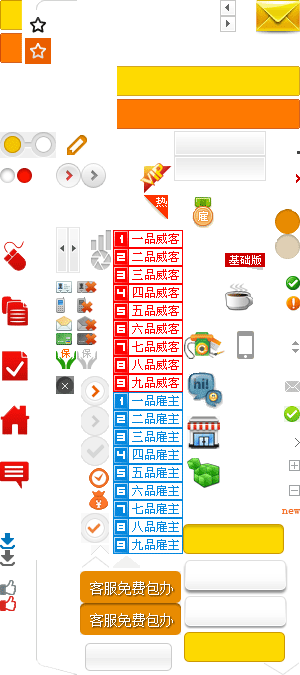 VIP
热
雇
基础版
1 一品威客
2 二品威客
3 三品威客
4 四品威客
5 五品威客
6 六品威客
7 七品威客
8 八品威客
9 九品威客
保 保
hi!
1 一品雇主
2 二品雇主
3 三品雇主
4 四品雇主
5 五品雇主
6 六品雇主
7 七品雇主
8 八品雇主
9 九品雇主
new
客服免费包办
客服免费包办